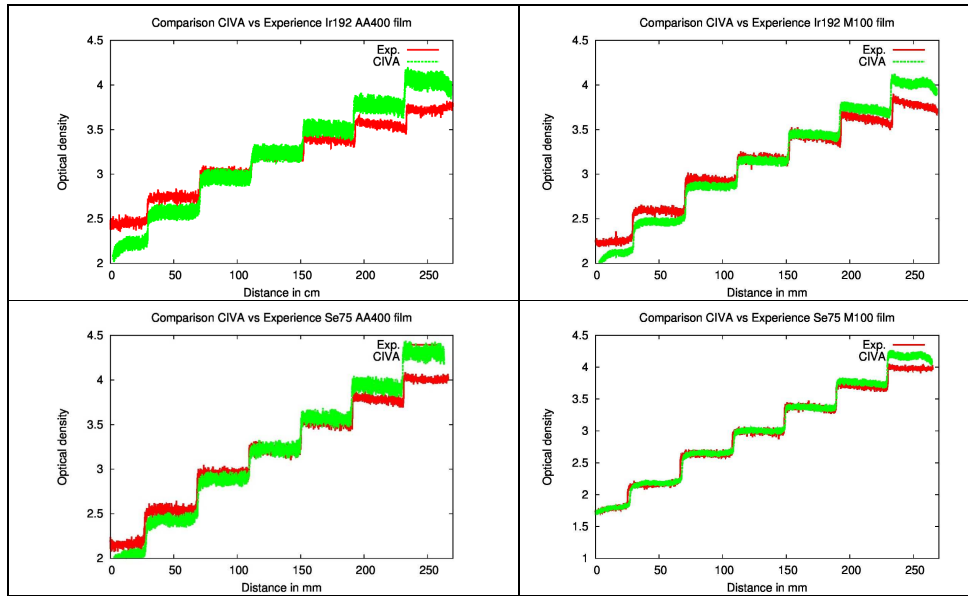 Comparison CIVA vs Experience Ir192 AA400 film
4.5
4
3.5
3
2.5
2
Optical density
Exp.
CIVA
0 50 100 150 200 250
Distance in cm
Comparison CIVA vs Experience Ir192 M100 film
4.5
4
3.5
3
2.5
2
Optical density
Exp.
CIVA
0 50 100 150 200 250
Distance in mm
Comparison CIVA vs Experience Se75 AA400 film
4.5
4
3.5
3
2.5
2
Optical density
Exp.
CIVA
0 50 100 150 200 250
Distance in mm
Comparison CIVA vs Experience Se75 M100 film
4.5
4
3.5
3
2.5
2
1.5
1
Optical density
Exp.
CIVA
0 50 100 150 200 250
Distance in mm